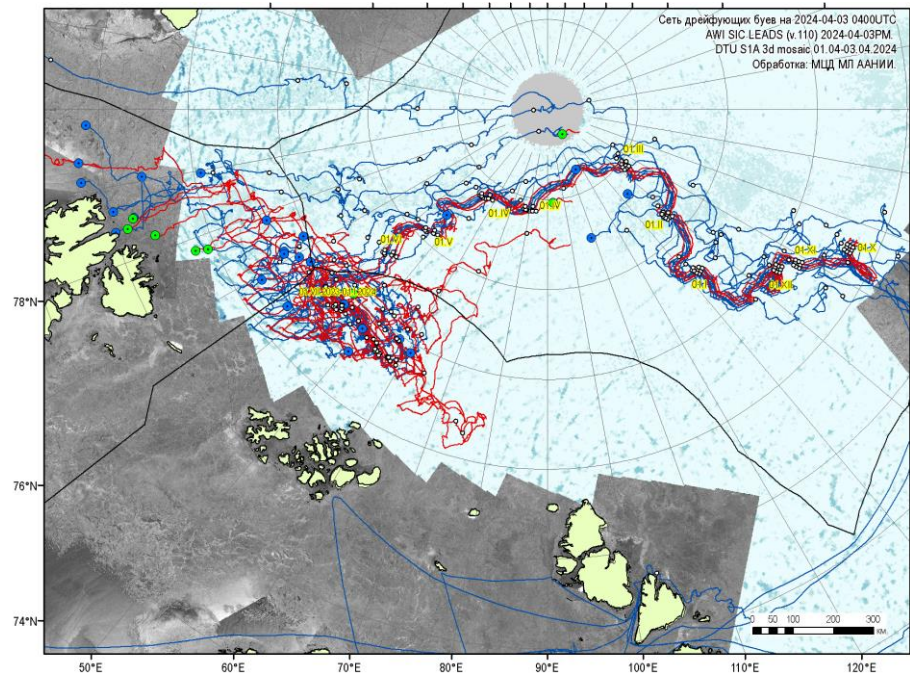 Сеть дрейфующих буев на 2024-04-03 0400UTC
AWI SIC LEADS (v.110) 2024-04-03PM.
DTU S1A 3d mosaic 01.04-03.04.2024
Обработка: МЦД МЛ ААНИИ.
01.III
01.IV
01.IV
01.II
01.V
01.XI
01.X
01.I
01.XII
78°N
76°N
74°N
0 50 100 200 300
км.
50°E 60°E 70°E 80°E 90°E 100°E 110°E 120°E